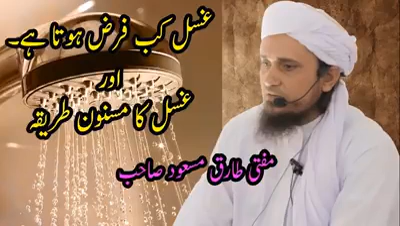 غسل کب فرض ہوتا ہے۔
اور
غسل کا مسنون طریقہ
مفتی طارق مسعود صاحب